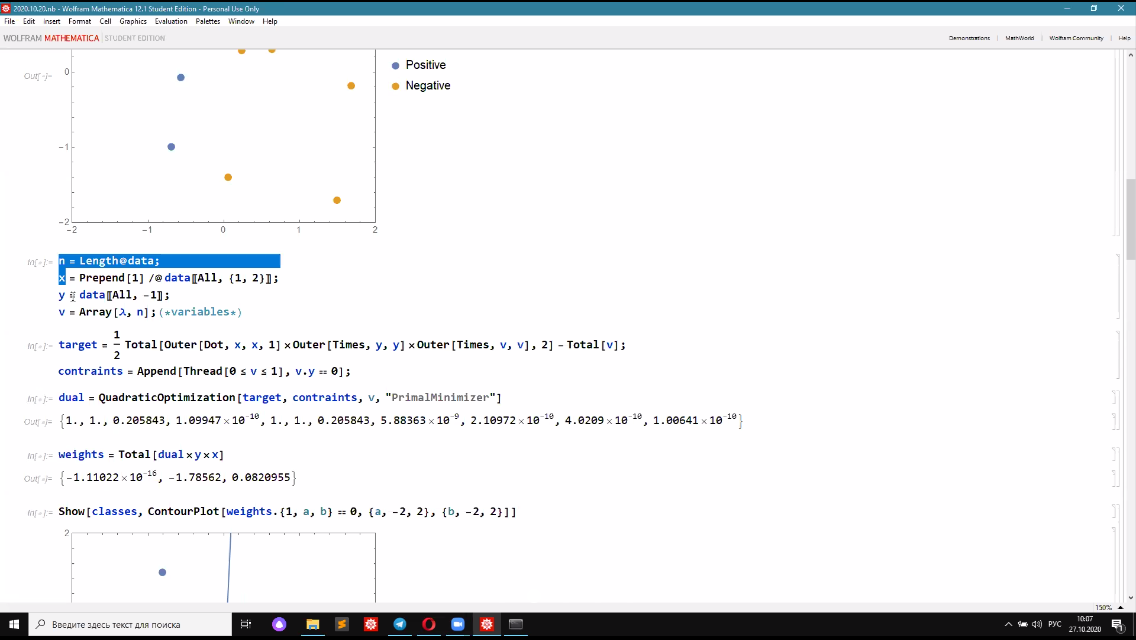 2020.10.20.nb - Wolfram Mathematica 12.1 Student Edition - Personal Use Only
File Edit Insert Format Cell Graphics Evaluation Palettes Window Help
WOLFRAM MATHEMATICA | STUDENT EDITION
Demonstrations | MathWorld | Wolfram Community | Help
Positive
Out[•]= 0
Negative
-1
-2
-2 -1 0 1 2
In[•]:= n = Length@data;
x = Prepend[1] /@ data〚All, {1, 2}〛;
y = data〚All, -1〛;
v = Array[λ, n]; (*variables*)
In[•]:= target = 1/2 Total[Outer[Dot, x, x, 1] × Outer[Times, y, y] × Outer[Times, v, v], 2] - Total[v];
contraints = Append[Thread[0 ≤ v ≤ 1], v.y == 0];
In[•]:= dual = QuadraticOptimization[target, contraints, v, "PrimalMinimizer"]
Out[•]= {1., 1., 0.205843, 1.09947 × 10^-10, 1., 1., 0.205843, 5.88363 × 10^-9, 2.10972 × 10^-10, 4.0209 × 10^-10, 1.00641 × 10^-10}
In[•]:= weights = Total[dual × y × x]
Out[•]= {-1.11022 × 10^-16, -1.78562, 0.0820955}
In[•]:= Show[classes, ContourPlot[weights.{1, a, b} == 0, {a, -2, 2}, {b, -2, 2}]]
2
150%
Введите здесь текст для поиска
РУС
10:07
27.10.2020
1